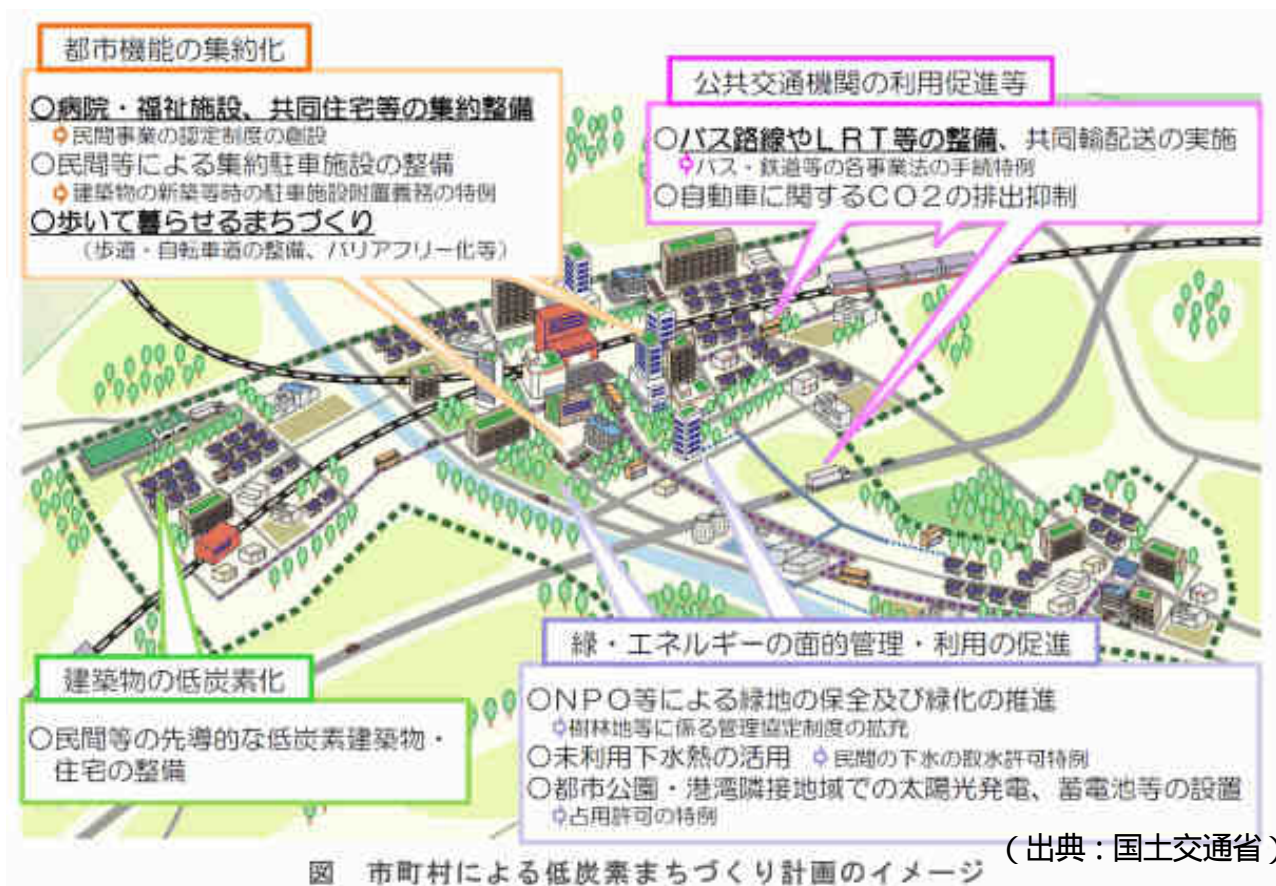 都市機能の集約化
○病院・福祉施設、共同住宅等の集約整備
民間事業の認定制度の創設
○民間等による集約駐車施設の整備
建築物の新築等時の駐車施設附置義務の特例
○歩いて暮らせるまちづくり
（歩道・自転車道の整備、バリアフリー化等）
公共交通機関の利用促進等
○バス路線やＬＲＴ等の整備、共同輸配送の実施
バス・鉄道等の各事業法の手続特例
○自動車に関するＣＯ２の排出抑制
建築物の低炭素化
○民間等の先導的な低炭素建築物・
住宅の整備
緑・エネルギーの面的管理・利用の促進
○ＮＰＯ等による緑地の保全及び緑化の推進
樹林地等に係る管理協定制度の拡充
○未利用下水熱の活用 民間の下水の取水許可特例
○都市公園・港湾隣接地域での太陽光発電、蓄電池等の設置
占用許可の特例
（出典：国土交通省）
図　市町村による低炭素まちづくり計画のイメージ